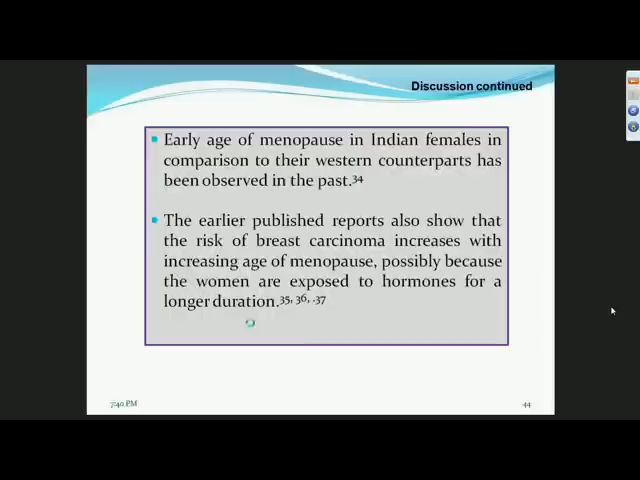 Discussion continued
Early age of menopause in Indian females in
comparison to their western counterparts has
been observed in the past.34
The earlier published reports also show that
the risk of breast carcinoma increases with
increasing age of menopause, possibly because
the women are exposed to hormones for a
longer duration.35, 36, .37
7:40 PM
44